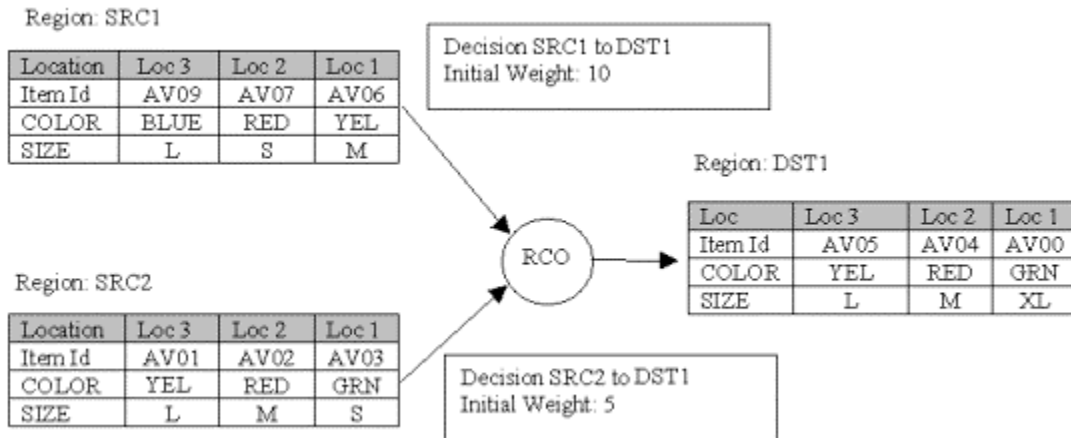 Region: SRC1
Location Loc 3 Loc 2 Loc 1
Item Id AV09 AV07 AV06
COLOR BLUE RED YEL
SIZE L S M
Decision SRC1 to DST1
Initial Weight: 10
Region: DST1
Loc Loc 3 Loc 2 Loc 1
Item Id AV05 AV04 AV00
COLOR YEL RED GRN
SIZE L M XL
RCO
Region: SRC2
Location Loc 3 Loc 2 Loc 1
Item Id AV01 AV02 AV03
COLOR YEL RED GRN
SIZE L M S
Decision SRC2 to DST1
Initial Weight: 5